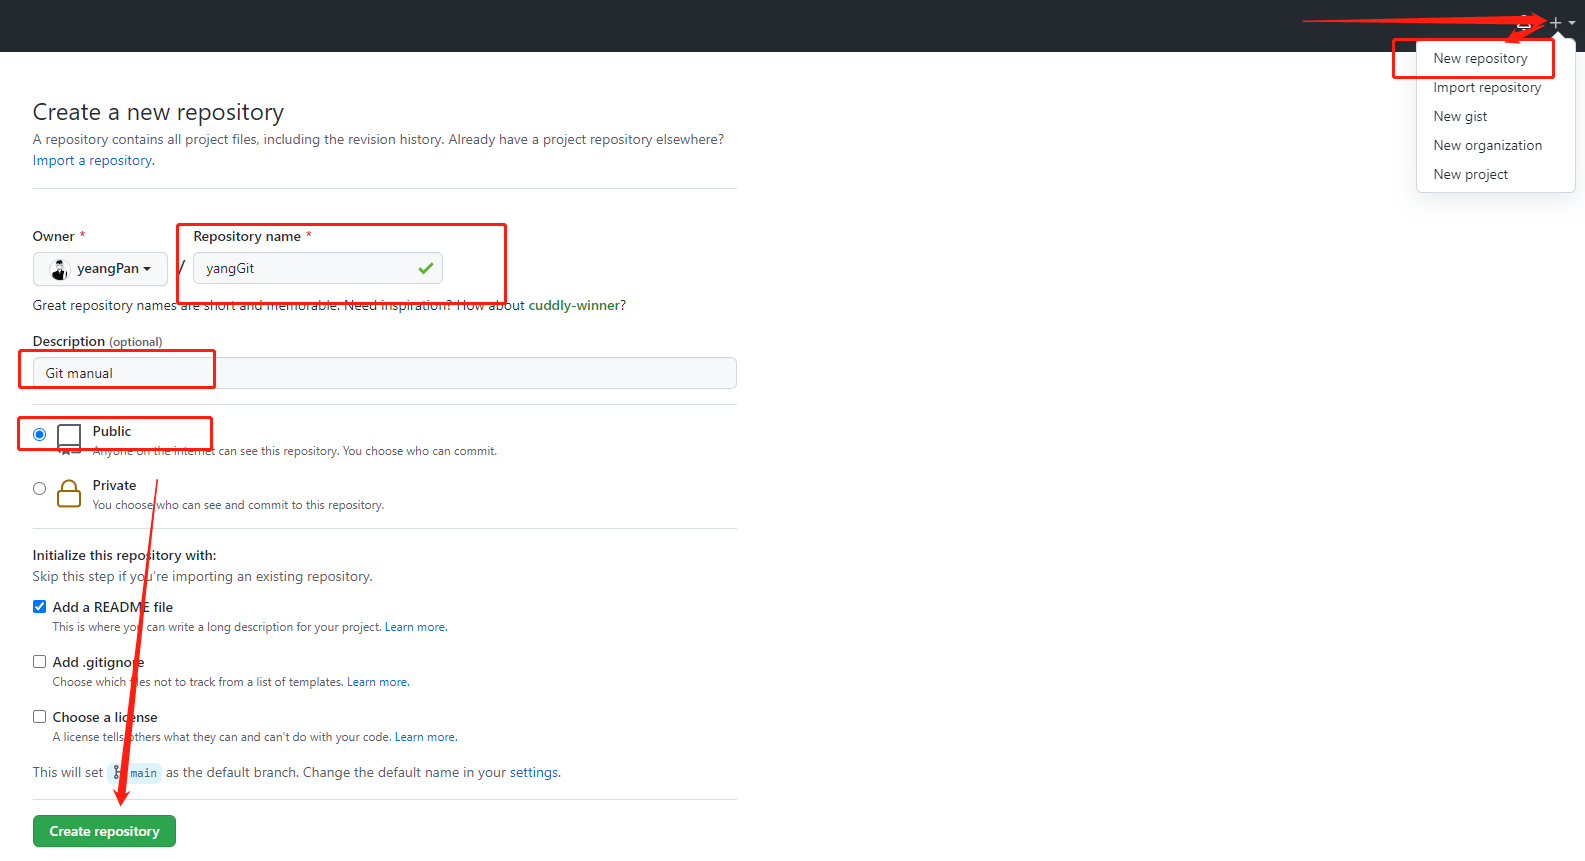 New repository
Import repository
New gist
New organization
New project
Create a new repository
A repository contains all project files, including the revision history. Already have a project repository elsewhere?
Import a repository.
Owner *
Repository name *
yeangPan
/
yangGit
Great repository names are short and memorable. Need inspiration? How about cuddly-winner?
Description (optional)
Git manual
Public
Anyone on the internet can see this repository. You choose who can commit.
Private
You choose who can see and commit to this repository.
Initialize this repository with:
Skip this step if you're importing an existing repository.
Add a README file
This is where you can write a long description for your project. Learn more.
Add .gitignore
Choose which files not to track from a list of templates. Learn more.
Choose a license
A license tells others what they can and can't do with your code. Learn more.
This will set main as the default branch. Change the default name in your settings.
Create repository